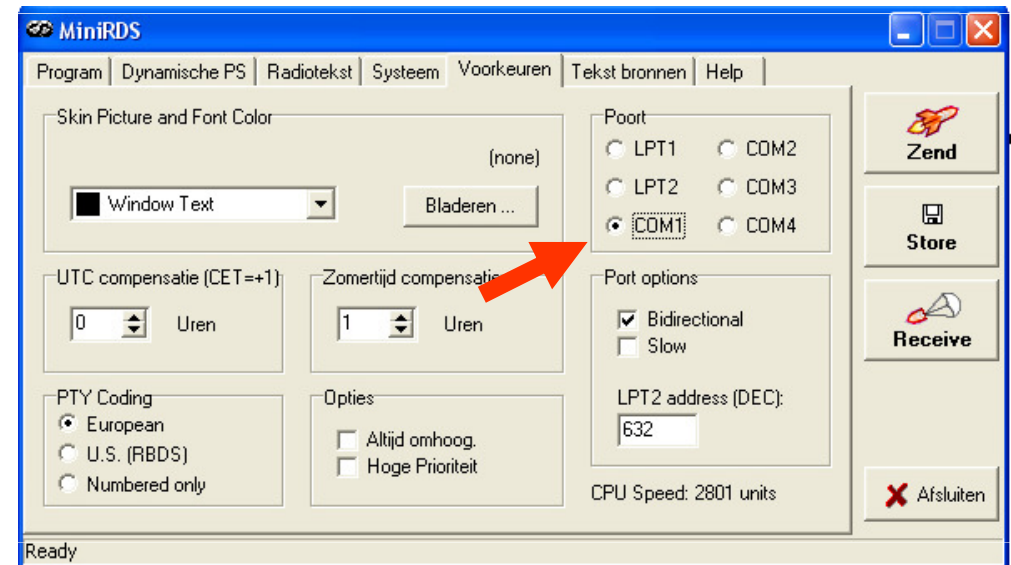 MiniRDS
Program Dynamische PS Radiotekst Systeem Voorkeuren Tekst bronnen Help
Skin Picture and Font Color
(none)
Window Text
Bladeren ...
Poort
LPT1 COM2
LPT2 COM3
COM1 COM4
UTC compensatie (CET=+1)
0 Uren
Zomertijd compensatie
1 Uren
Port options
Bidirectional
Slow
LPT2 address (DEC):
632
PTY Coding
European
U.S. (RBDS)
Numbered only
Opties
Altijd omhoog.
Hoge Prioriteit
CPU Speed: 2801 units
Zend
Store
Receive
Afsluiten
Ready